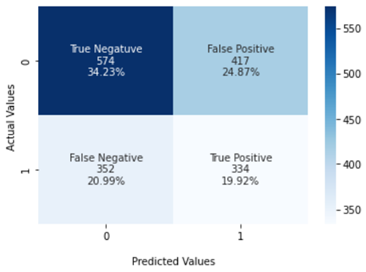 True Negatuve
574
34.23%
False Positive
417
24.87%
False Negative
352
20.99%
True Positive
334
19.92%
Actual Values
0
1
0
1
Predicted Values
550
500
450
400
350